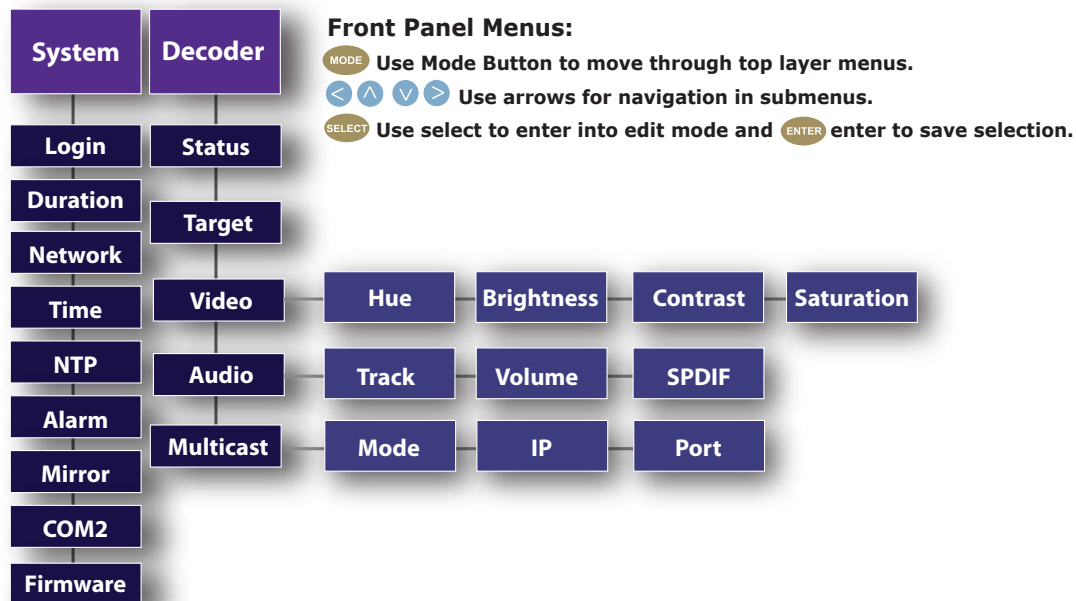 Front Panel Menus:
MODE Use Mode Button to move through top layer menus.
Use arrows for navigation in submenus.
SELECT Use select to enter into edit mode and ENTER enter to save selection.
System
Login
Duration
Network
Time
NTP
Alarm
Mirror
COM2
Firmware
Decoder
Status
Target
Video
Hue
Brightness
Contrast
Saturation
Audio
Track
Volume
SPDIF
Multicast
Mode
IP
Port